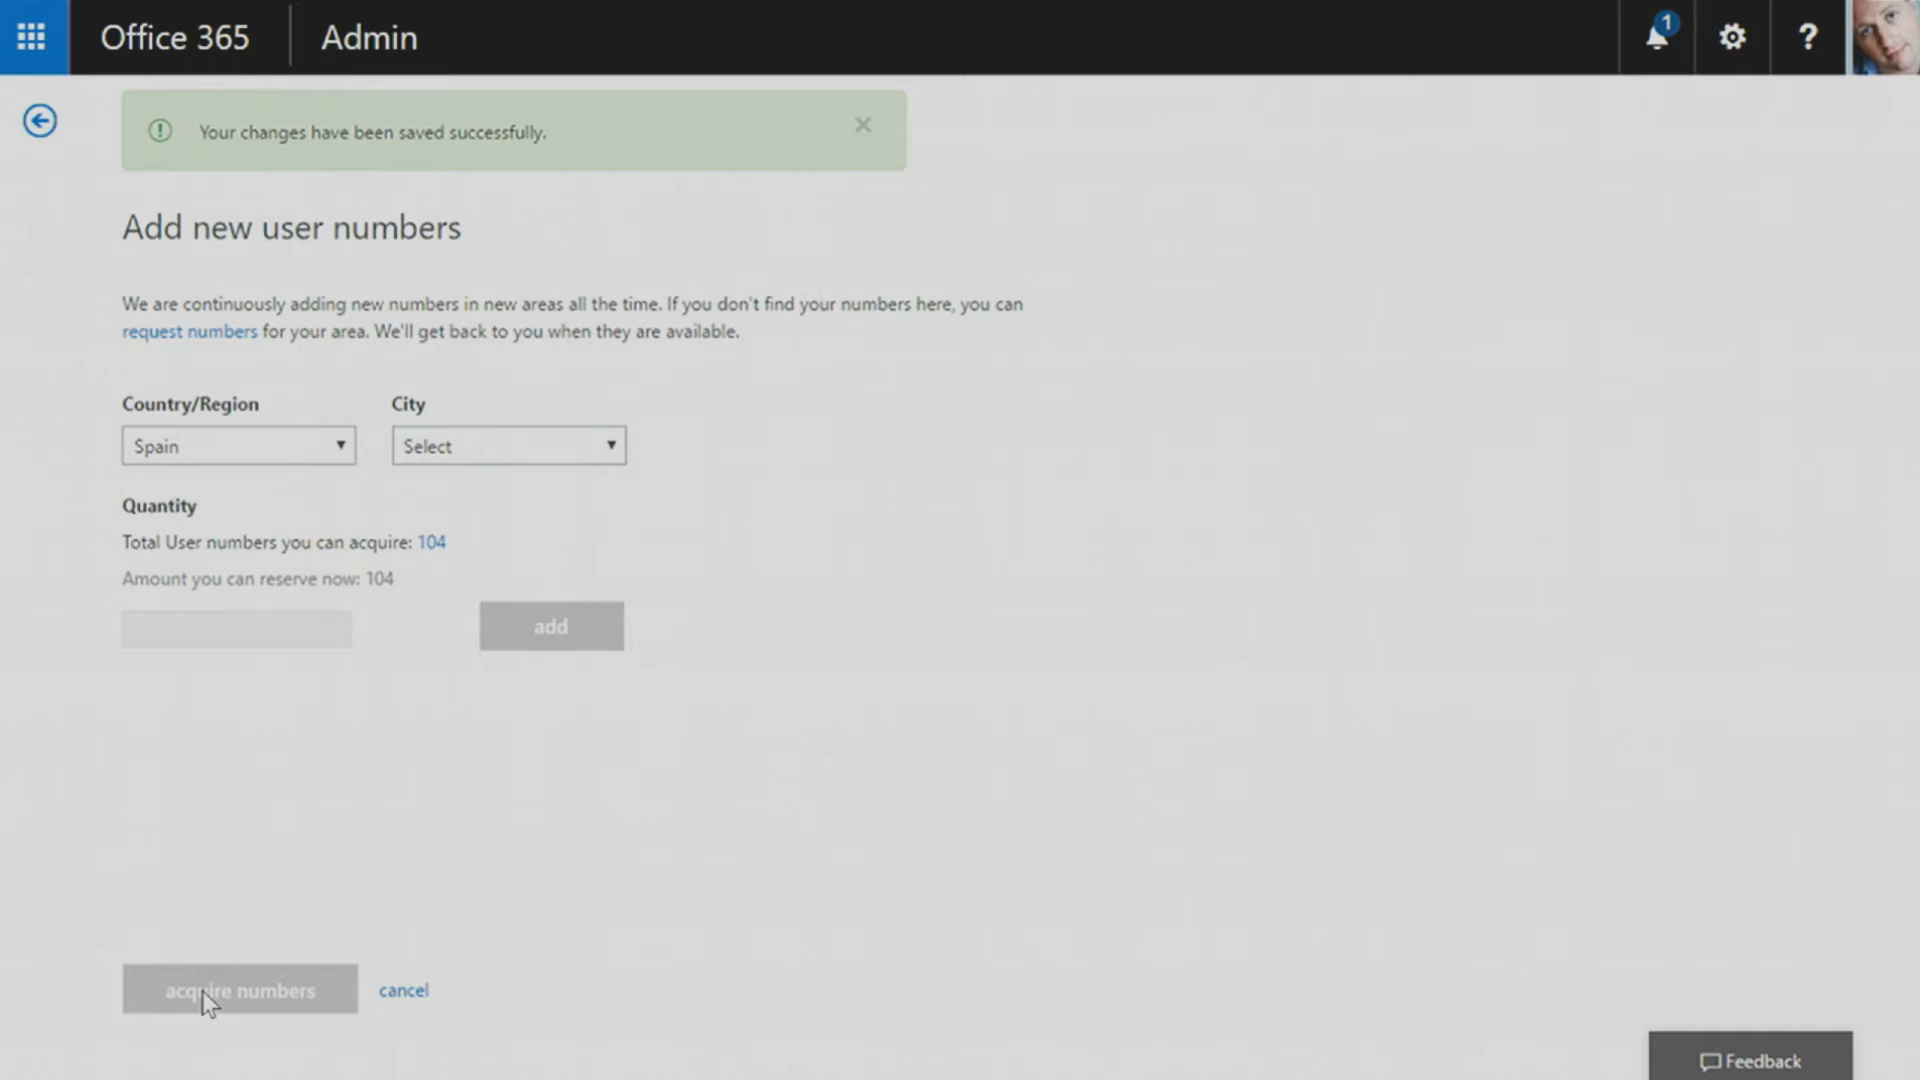 Office 365
Admin
1
?
Your changes have been saved successfully.
Add new user numbers
We are continuously adding new numbers in new areas all the time. If you don't find your numbers here, you can
request numbers for your area. We'll get back to you when they are available.
Country/Region
City
Spain
Select
Quantity
Total User numbers you can acquire: 104
Amount you can reserve now: 104
add
acquire numbers
cancel
Feedback